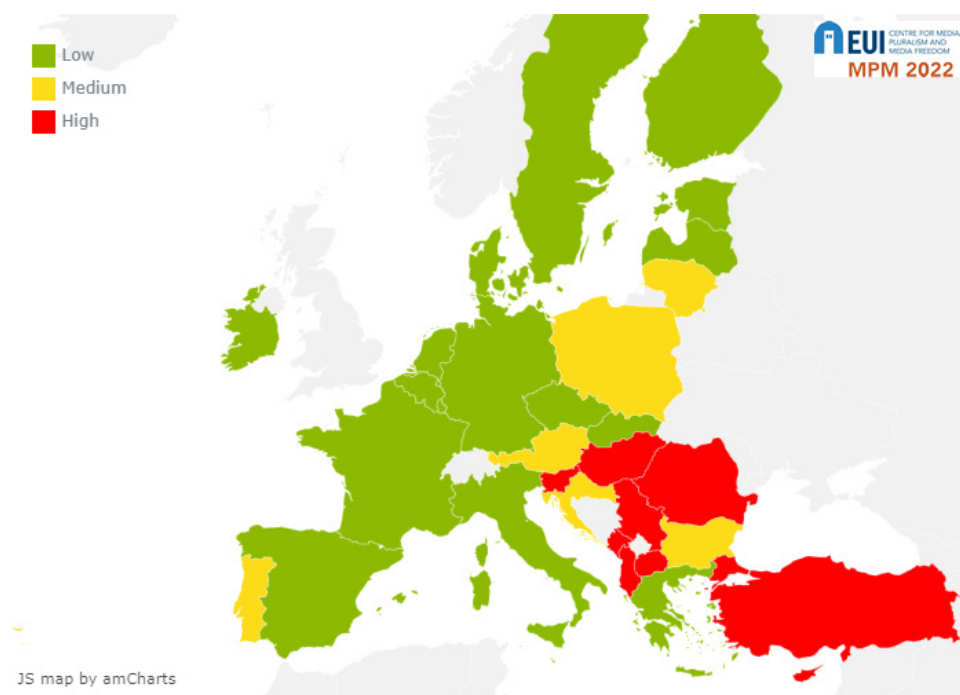 Low
Medium
High
EUI
CENTRE FOR MEDIA
PLURALISM AND
MEDIA FREEDOM
MPM 2022
JS map by amCharts